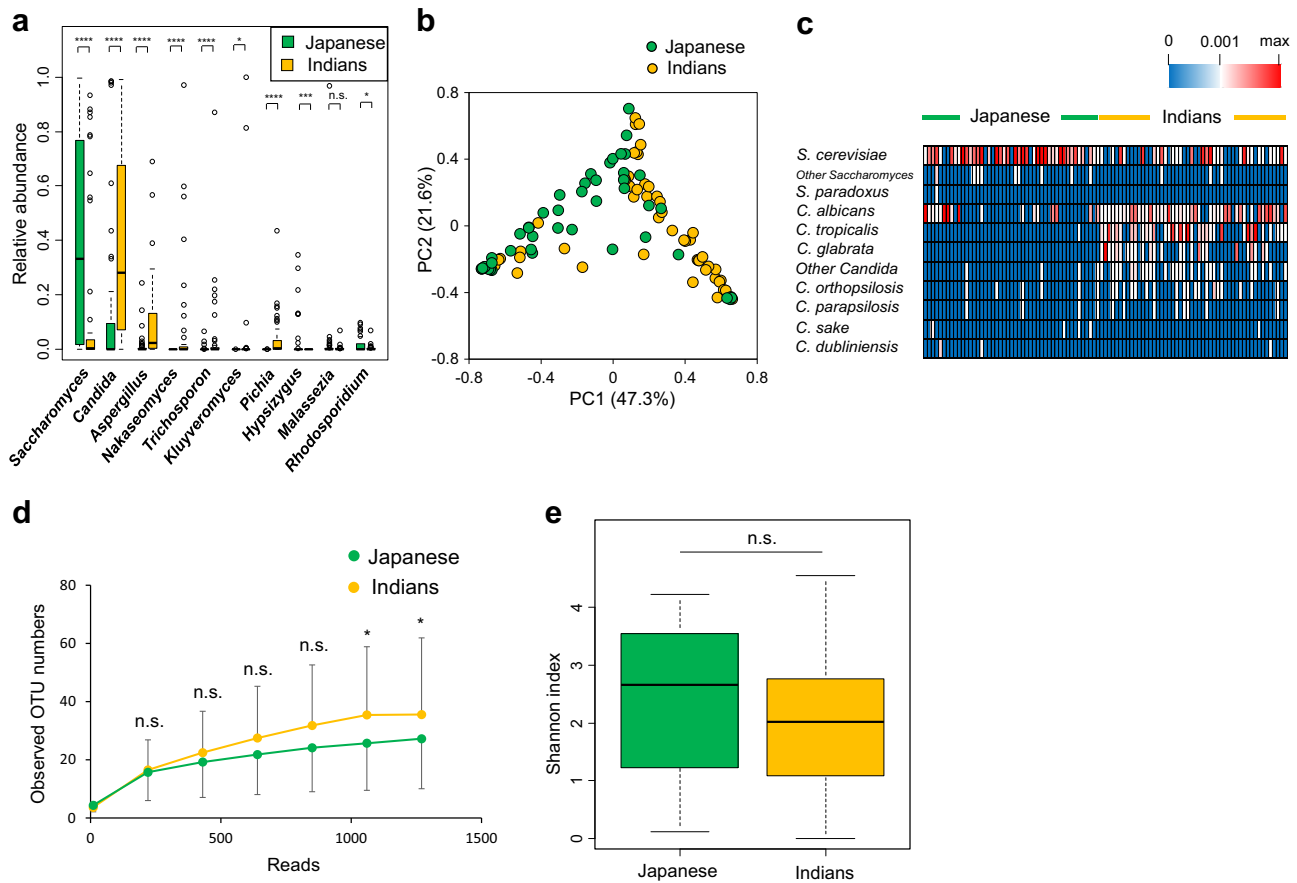 a
Japanese
Indians
**** **** **** **** **** *
**** *** n.s. *
Relative abundance
1.0
0.8
0.6
0.4
0.2
0.0
Saccharomyces
Candida
Aspergillus
Nakaseomyces
Trichosporon
Kluyveromyces
Pichia
Hypsizygus
Malassezia
Rhodosporidium
b
Japanese
Indians
PC2 (21.6%)
0.8
0.4
0
-0.4
-0.8
-0.8 -0.4 0 0.4 0.8
PC1 (47.3%)
c
0 0.001 max
Japanese Indians
S. cerevisiae
Other Saccharomyces
S. paradoxus
C. albicans
C. tropicalis
C. glabrata
Other Candida
C. orthopsilosis
C. parapsilosis
C. sake
C. dubliniensis
d
Japanese
Indians
Observed OTU numbers
80
60
40
20
0
n.s. n.s. n.s. n.s. * *
0 500 1000 1500
Reads
e
n.s.
Shannon index
4
3
2
1
0
Japanese Indians